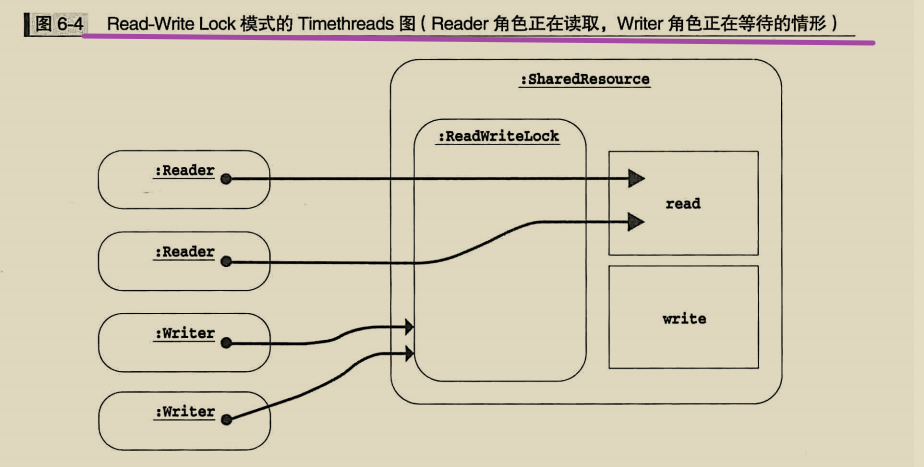 图 6-4 Read-Write Lock 模式的 Timethreads 图（Reader 角色正在读取，Writer 角色正在等待的情形）
:SharedResource
:ReadWriteLock
:Reader
read
:Reader
:Writer
write
:Writer